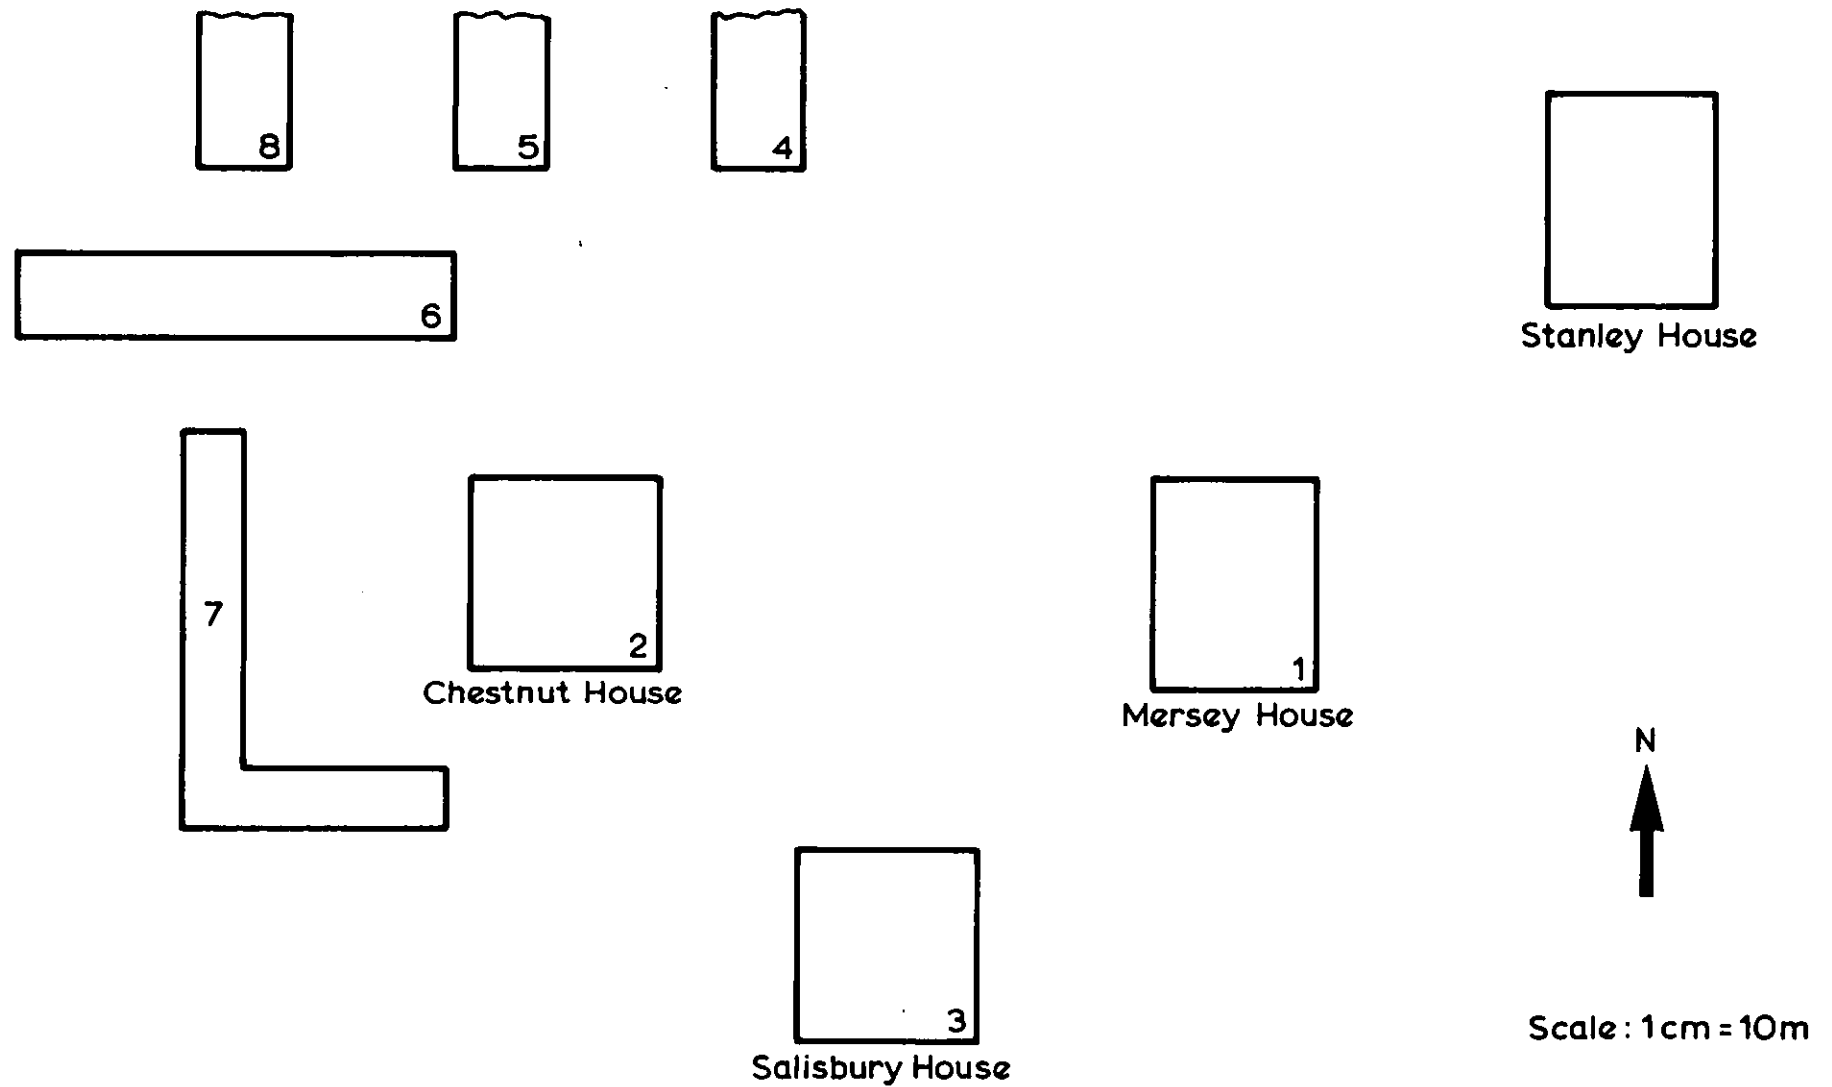 8
5
4
6
Stanley House
7
2
Chestnut House
1
Mersey House
N
3
Salisbury House
Scale: 1cm = 10m